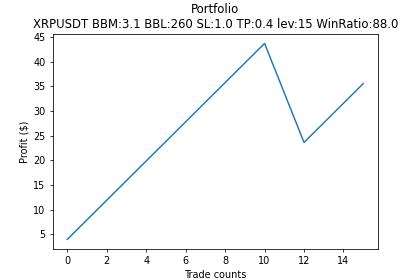 Portfolio
XRPUSDT BBM:3.1 BBL:260 SL:1.0 TP:0.4 lev:15 WinRatio:88.0
45
40
35
30
25
20
15
10
5
Profit ($)
0 2 4 6 8 10 12 14
Trade counts